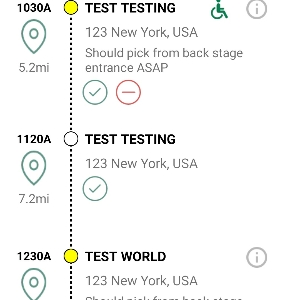 1030A TEST TESTING
123 New York, USA
Should pick from back stage
5.2mi entrance ASAP
1120A TEST TESTING
123 New York, USA
7.2mi
1230A TEST WORLD
123 New York, USA
Should pick from back stage